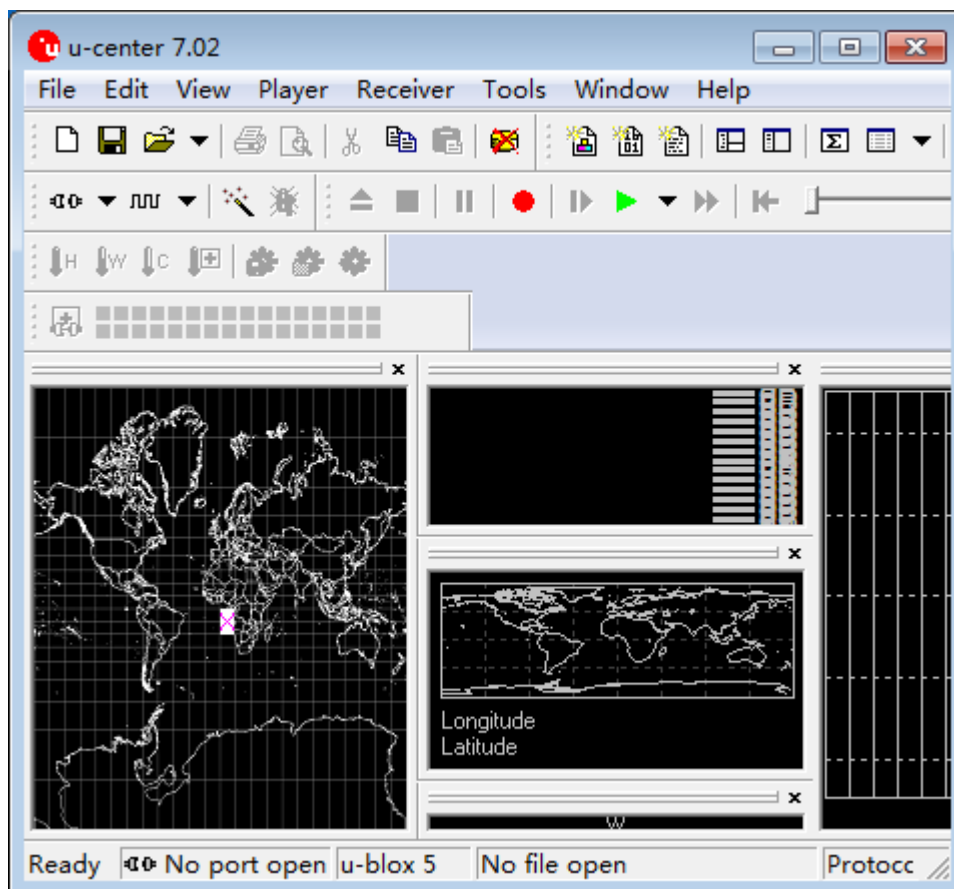 u-center 7.02
File Edit View Player Receiver Tools Window Help
H W C
Longitude
Latitude
W
Ready No port open u-blox 5 No file open Protocc